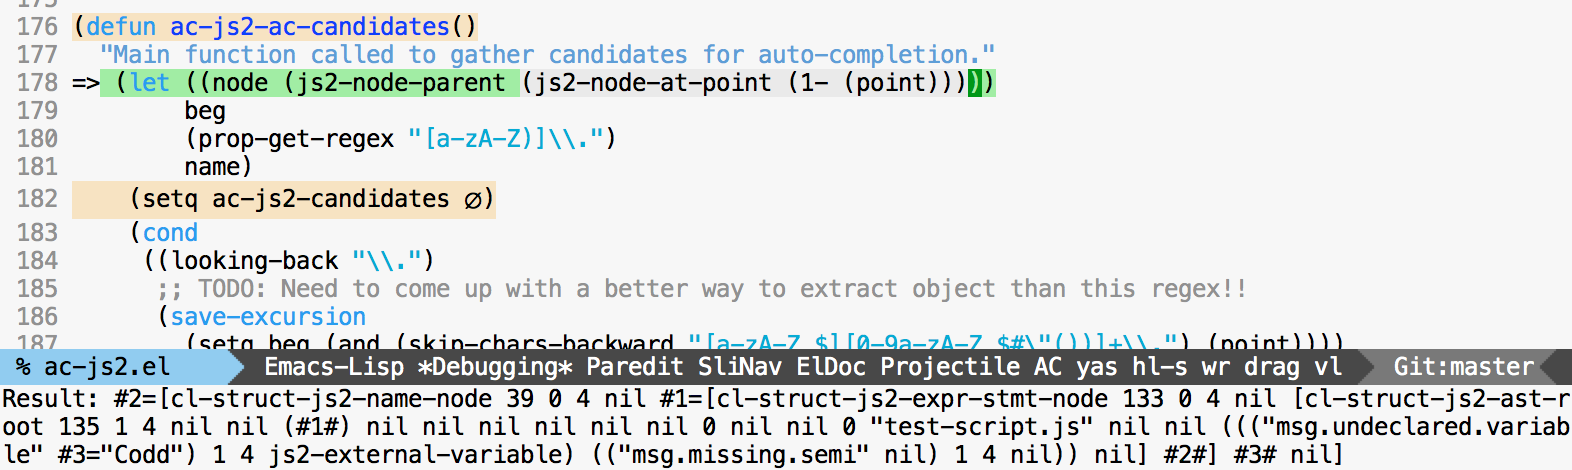 175
176 (defun ac-js2-ac-candidates()
177   "Main function called to gather candidates for auto-completion."
178 => (let ((node (js2-node-parent (js2-node-at-point (1- (point)))))
179         beg
180         (prop-get-regex "[a-zA-Z)]\\.")
181         name)
182     (setq ac-js2-candidates ∅)
183     (cond
184      ((looking-back "\\.")
185       ;; TODO: Need to come up with a better way to extract object than this regex!!
186       (save-excursion
187         (setq beg (and (skip-chars-backward "[a-zA-Z_$][0-9a-zA-Z_$#\"())]+\\.") (point))))
% ac-js2.el Emacs-Lisp *Debugging* Paredit SliNav ElDoc Projectile AC yas hl-s wr drag vl Git:master
Result: #2=[cl-struct-js2-name-node 39 0 4 nil #1=[cl-struct-js2-expr-stmt-node 133 0 4 nil [cl-struct-js2-ast-r
oot 135 1 4 nil nil (#1#) nil nil nil nil nil nil 0 nil nil 0 "test-script.js" nil nil ((("msg.undeclared.variab
le" #3="Codd") 1 4 js2-external-variable) (("msg.missing.semi" nil) 1 4 nil)) nil] #2#] #3# nil]